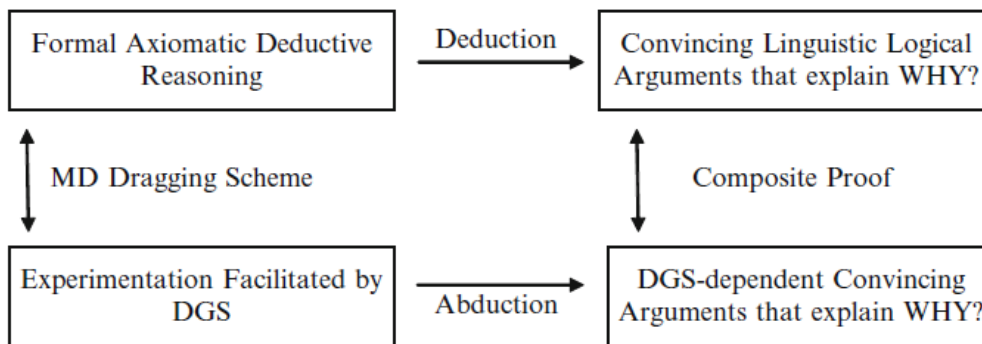 Formal Axiomatic Deductive
Reasoning
Deduction
Convincing Linguistic Logical
Arguments that explain WHY?
MD Dragging Scheme
Composite Proof
Experimentation Facilitated by
DGS
Abduction
DGS-dependent Convincing
Arguments that explain WHY?